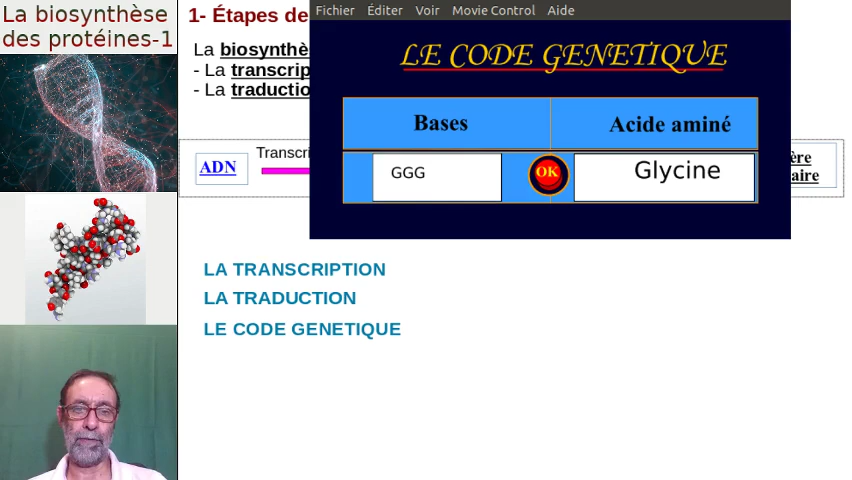 La biosynthèse
des protéines-1
1- Étapes de
La biosynthè
- La transcrip
- La traductio
Fichier Éditer Voir Movie Control Aide
LE CODE GENETIQUE
Bases Acide aminé
GGG OK Glycine
ADN
Transcri
ère
aire
LA TRANSCRIPTION
LA TRADUCTION
LE CODE GENETIQUE